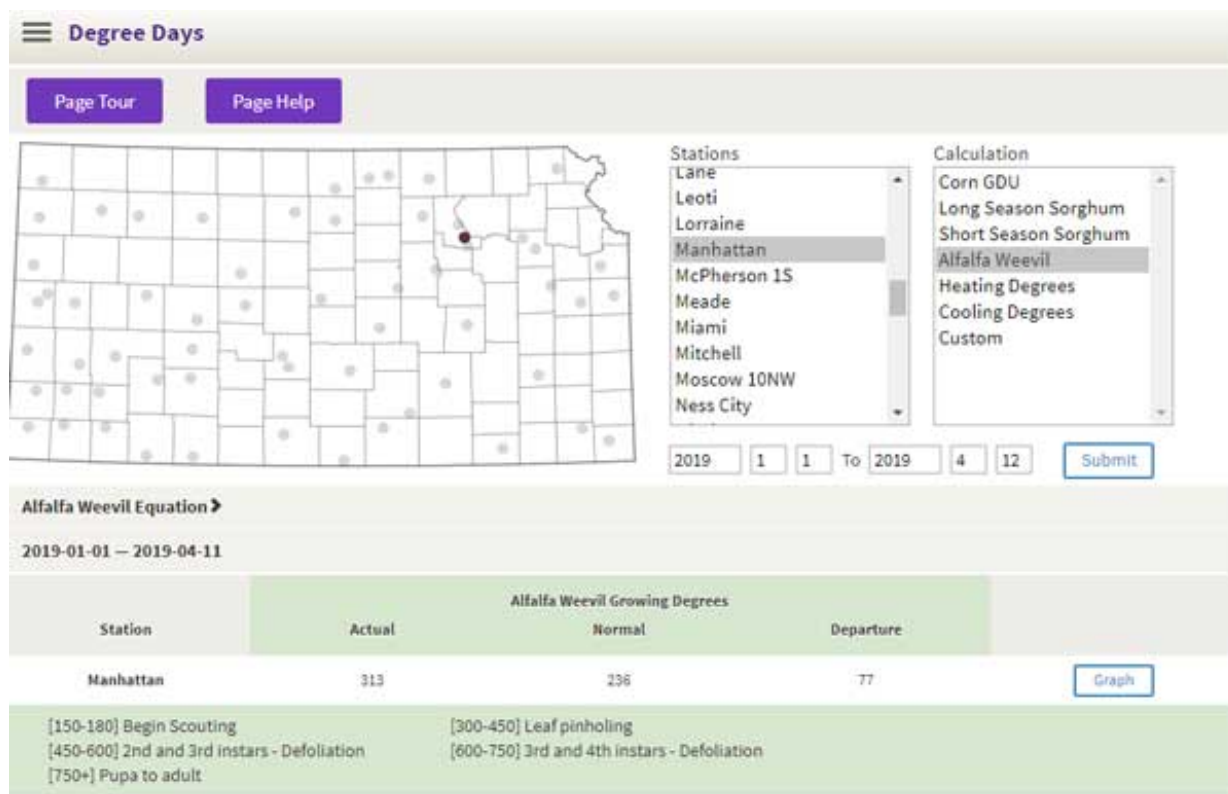 Degree Days
Page Tour
Page Help
Stations
Lane
Leoti
Lorraine
Manhattan
McPherson 1S
Meade
Miami
Mitchell
Moscow 10NW
Ness City
Calculation
Corn GDU
Long Season Sorghum
Short Season Sorghum
Alfalfa Weevil
Heating Degrees
Cooling Degrees
Custom
2019 1 1 To 2019 4 12 Submit
Alfalfa Weevil Equation
2019-01-01 — 2019-04-11
Alfalfa Weevil Growing Degrees
Station Actual Normal Departure
Manhattan 313 236 77 Graph
[150-180] Begin Scouting [300-450] Leaf pinholing
[450-600] 2nd and 3rd instars - Defoliation [600-750] 3rd and 4th instars - Defoliation
[750+] Pupa to adult